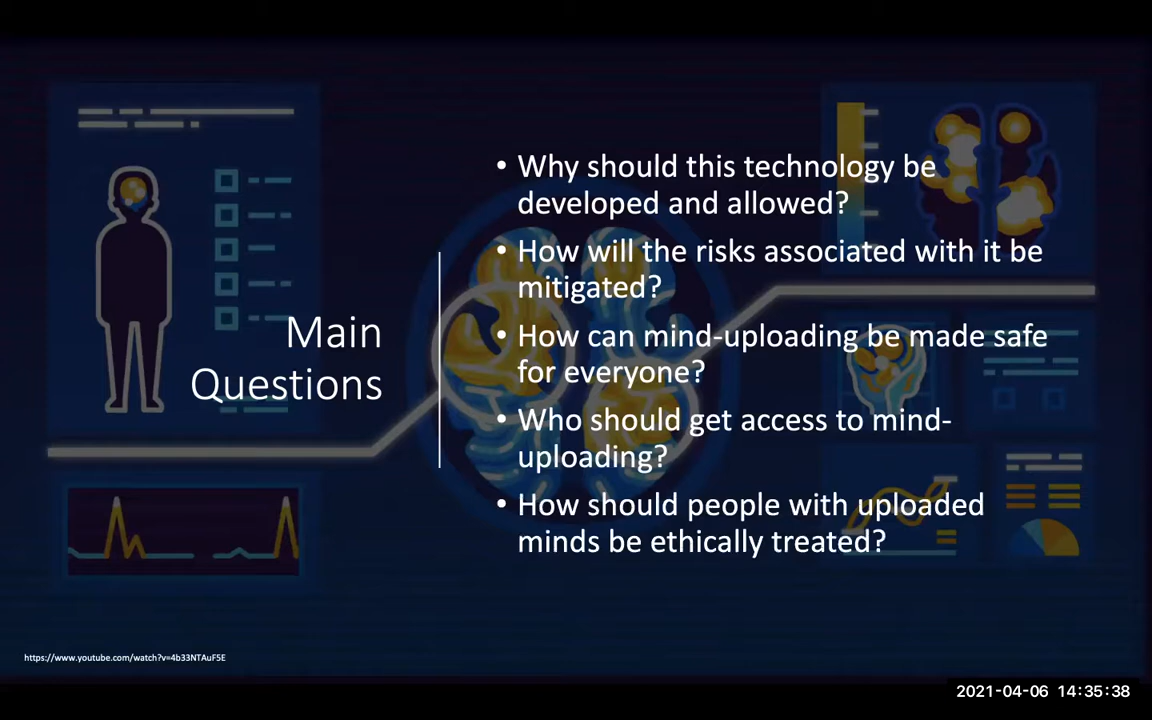 Main
Questions
• Why should this technology be
developed and allowed?
• How will the risks associated with it be
mitigated?
• How can mind-uploading be made safe
for everyone?
• Who should get access to mind-
uploading?
• How should people with uploaded
minds be ethically treated?
https://www.youtube.com/watch?v=4b33NTAuF5E
2021-04-06 14:35:38